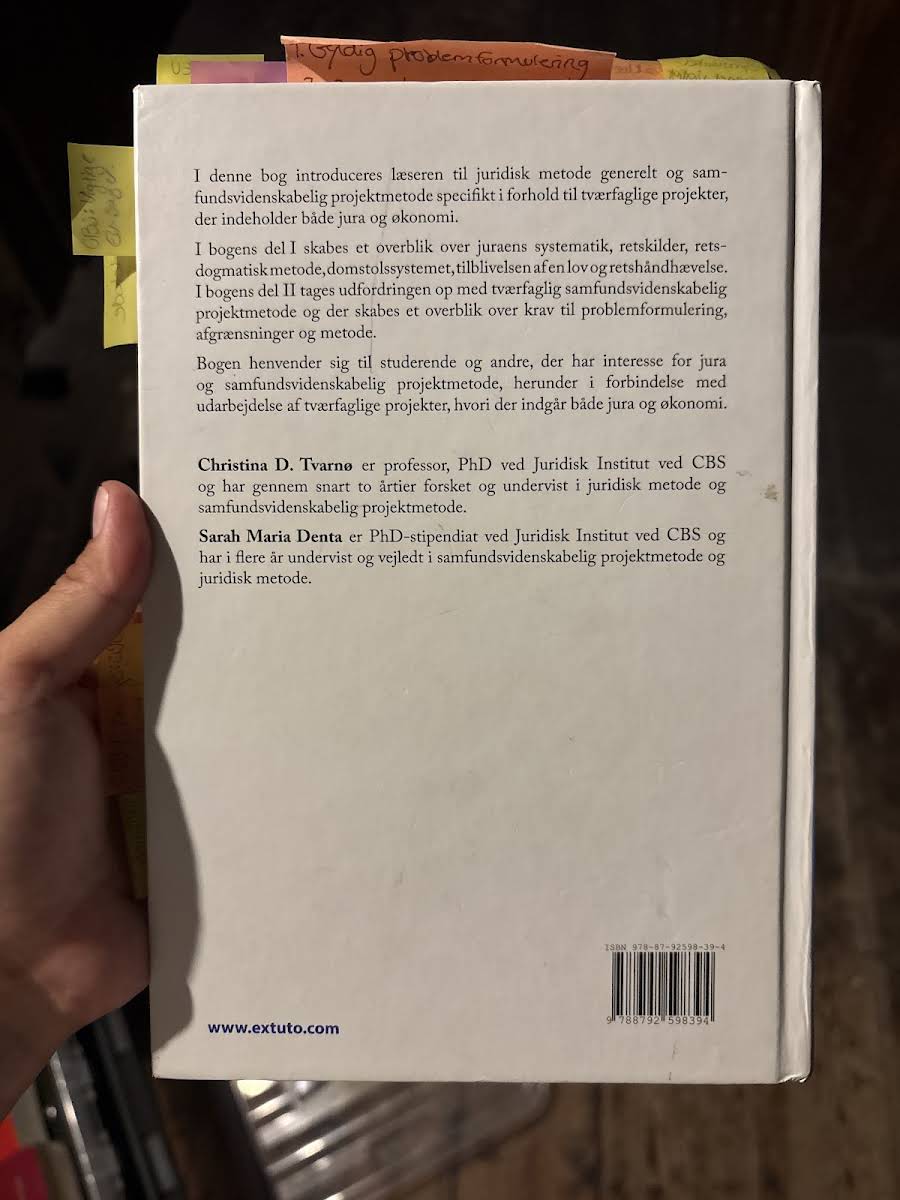 1. Gyldig problemformulering
I denne bog introduceres læseren til juridisk metode generelt og sam-
fundsvidenskabelig projektmetode specifikt i forhold til tværfaglige projekter,
der indeholder både jura og økonomi.
I bogens del I skabes et overblik over juraens systematik, retskilder, rets-
dogmatisk metode, domstolssystemet, tilblivelsen af en lov og retshåndhævelse.
I bogens del II tages udfordringen op med tværfaglig samfundsvidenskabelig
projektmetode og der skabes et overblik over krav til problemformulering,
afgrænsninger og metode.
Bogen henvender sig til studerende og andre, der har interesse for jura
og samfundsvidenskabelig projektmetode, herunder i forbindelse med
udarbejdelse af tværfaglige projekter, hvori der indgår både jura og økonomi.
Christina D. Tvarnø er professor, PhD ved Juridisk Institut ved CBS
og har gennem snart to årtier forsket og undervist i juridisk metode og
samfundsvidenskabelig projektmetode.
Sarah Maria Denta er PhD-stipendiat ved Juridisk Institut ved CBS og
har i flere år undervist og vejledt i samfundsvidenskabelig projektmetode og
juridisk metode.
ISBN 978-87-92598-39-4
9 788792 598394
www.extuto.com